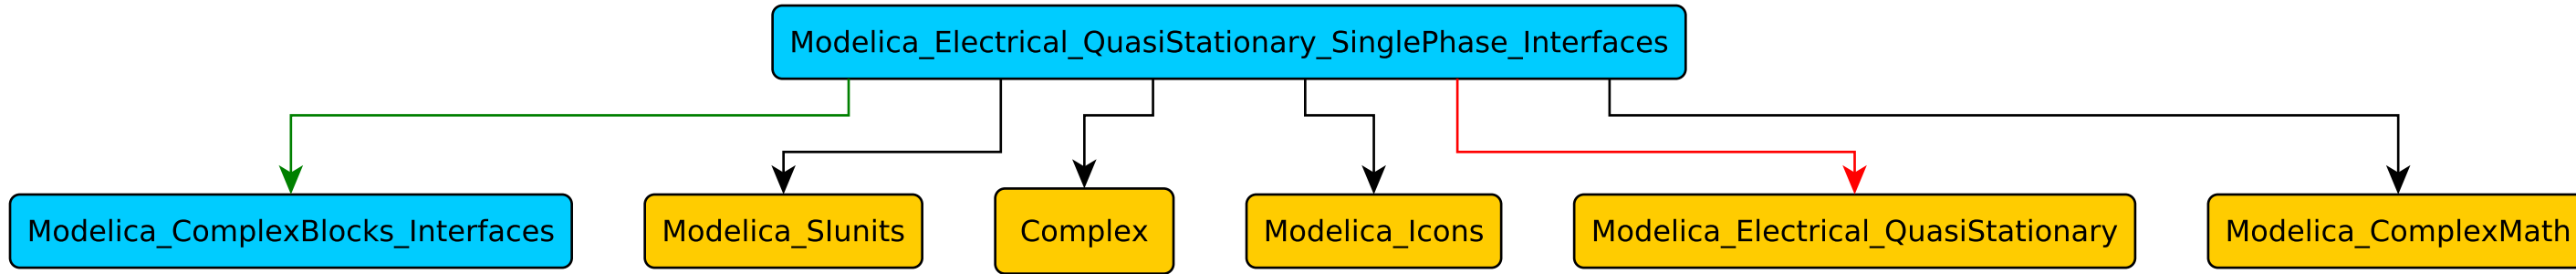 Modelica_Electrical_QuasiStationary_SinglePhase_Interfaces
Modelica_ComplexBlocks_Interfaces
Modelica_SIunits
Complex
Modelica_Icons
Modelica_Electrical_QuasiStationary
Modelica_ComplexMath